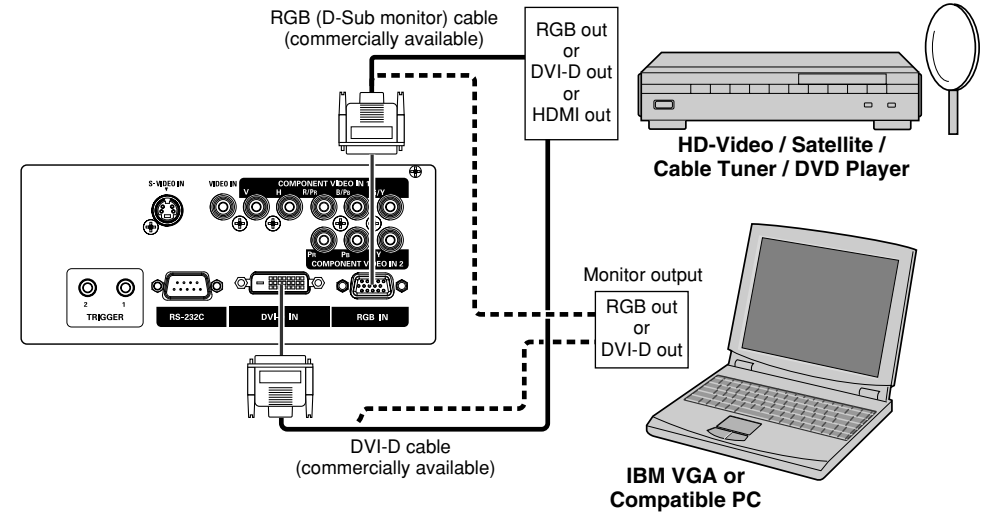 RGB (D-Sub monitor) cable
(commercially available)
RGB out
or
DVI-D out
or
HDMI out
HD-Video / Satellite /
Cable Tuner / DVD Player
S-VIDEO IN
VIDEO IN
COMPONENT VIDEO IN 1
V
H
R/PR
B/PB
G/Y
PR
PB
Y
COMPONENT VIDEO IN 2
2
1
TRIGGER
RS-232C
DVI-D IN
RGB IN
Monitor output
RGB out
or
DVI-D out
DVI-D cable
(commercially available)
IBM VGA or
Compatible PC